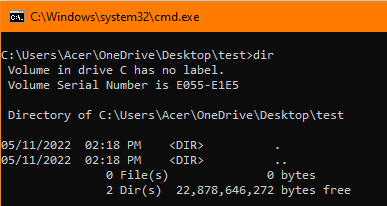 C:\Windows\system32\cmd.exe
C:\Users\Acer\OneDrive\Desktop\test>dir
Volume in drive C has no label.
Volume Serial Number is E055-E1E5
Directory of C:\Users\Acer\OneDrive\Desktop\test
05/11/2022  02:18 PM    <DIR>          .
05/11/2022  02:18 PM    <DIR>          ..
0 File(s)              0 bytes
2 Dir(s)  22,878,646,272 bytes free